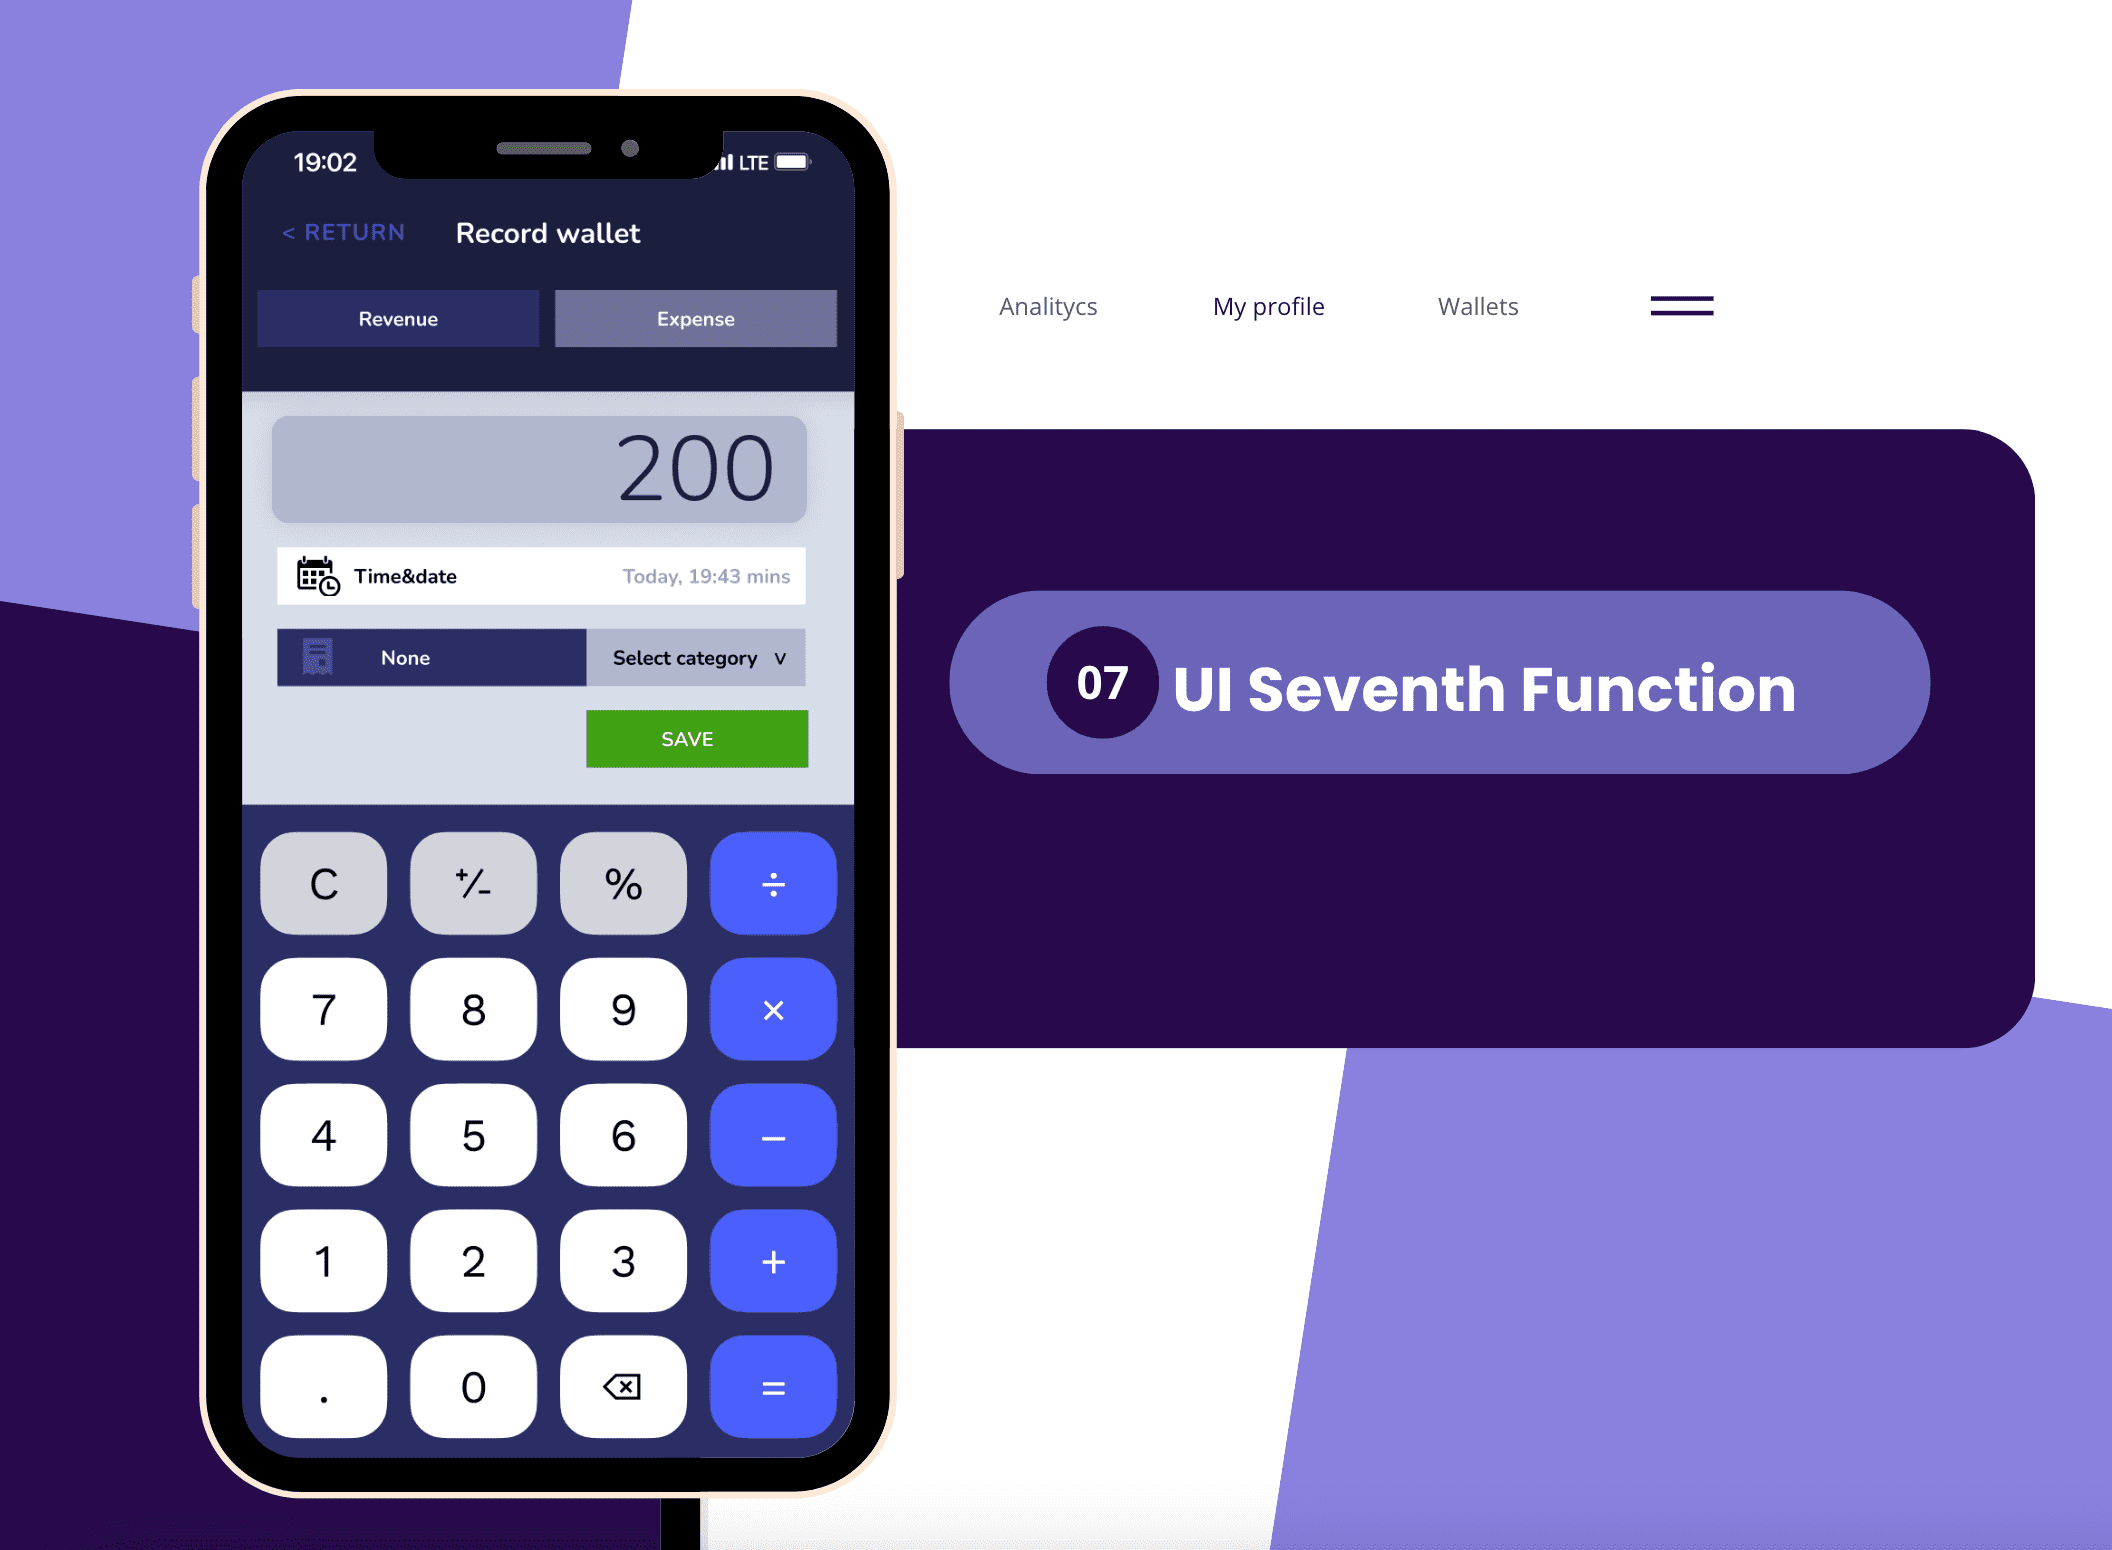 19:02 LTE
< RETURN Record wallet
Revenue Expense
200
Time&date Today, 19:43 mins
None Select category V
SAVE
C +/- % ÷
7 8 9 ×
4 5 6 −
1 2 3 +
. 0 =
Analitycs My profile Wallets
07 UI Seventh Function